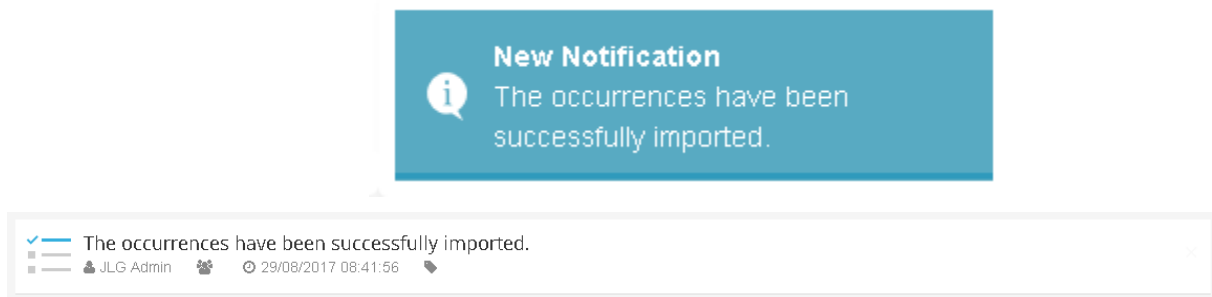 New Notification
The occurrences have been
successfully imported.
The occurrences have been successfully imported.
JLG Admin 29/08/2017 08:41:56